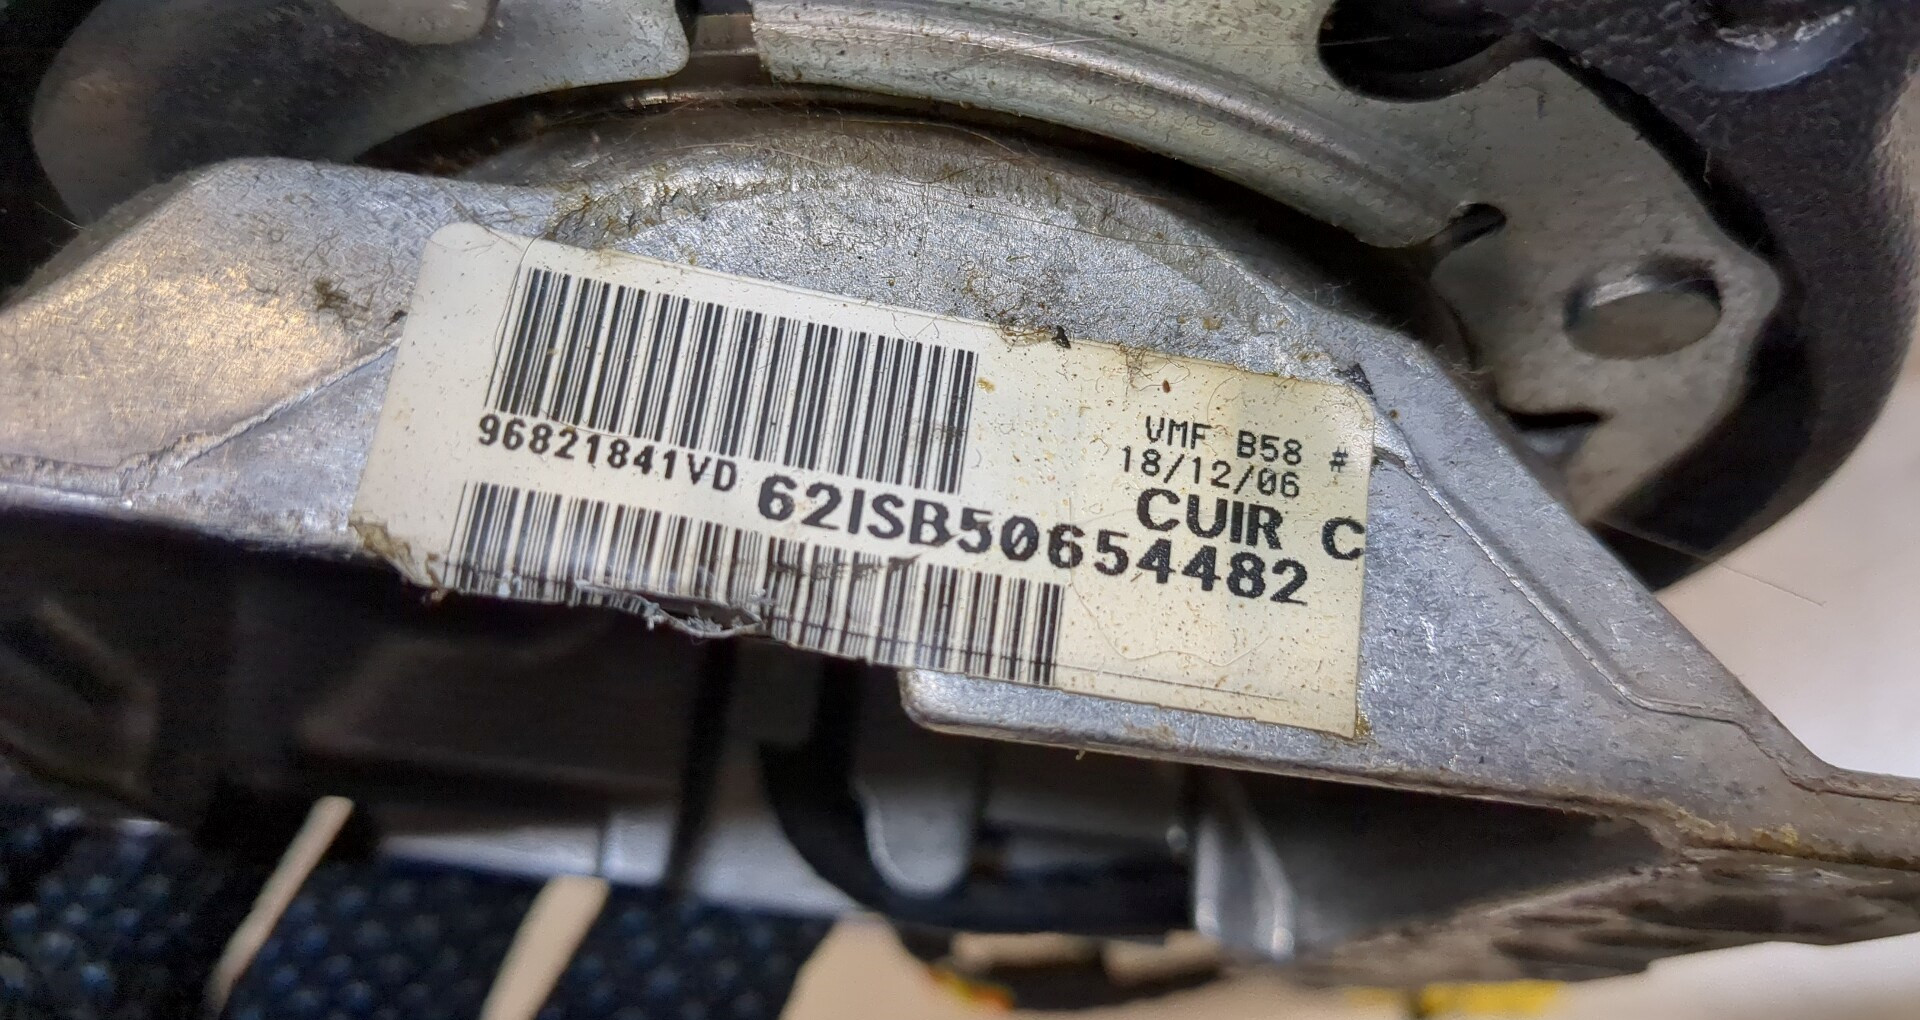 96821841VD
62ISB50654482
VMF B58 #
18/12/06
CUIR C